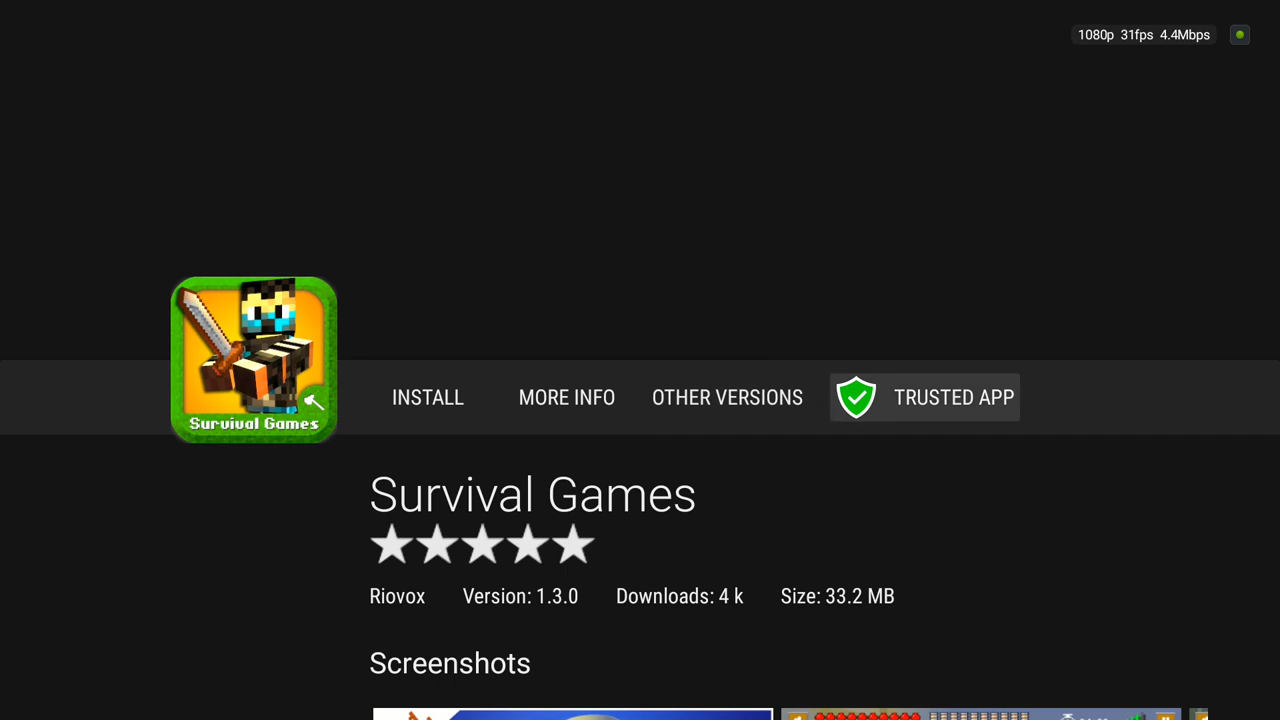 1080p 31fps 4.4Mbps
Survival Games
INSTALL MORE INFO OTHER VERSIONS TRUSTED APP
Survival Games
Riovox Version: 1.3.0 Downloads: 4 k Size: 33.2 MB
Screenshots